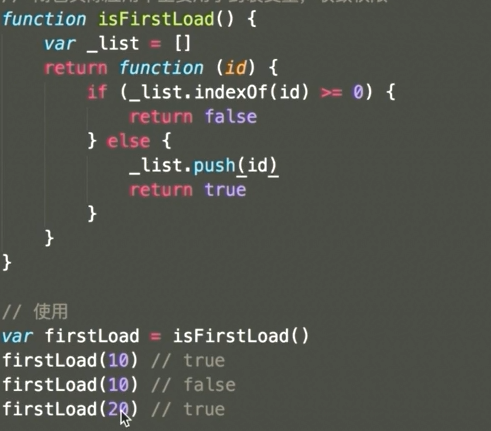 function isFirstLoad() {
var _list = []
return function (id) {
if (_list.indexOf(id) >= 0) {
return false
} else {
_list.push(id)
return true
}
}
}
// 使用
var firstLoad = isFirstLoad()
firstLoad(10) // true
firstLoad(10) // false
firstLoad(20) // true